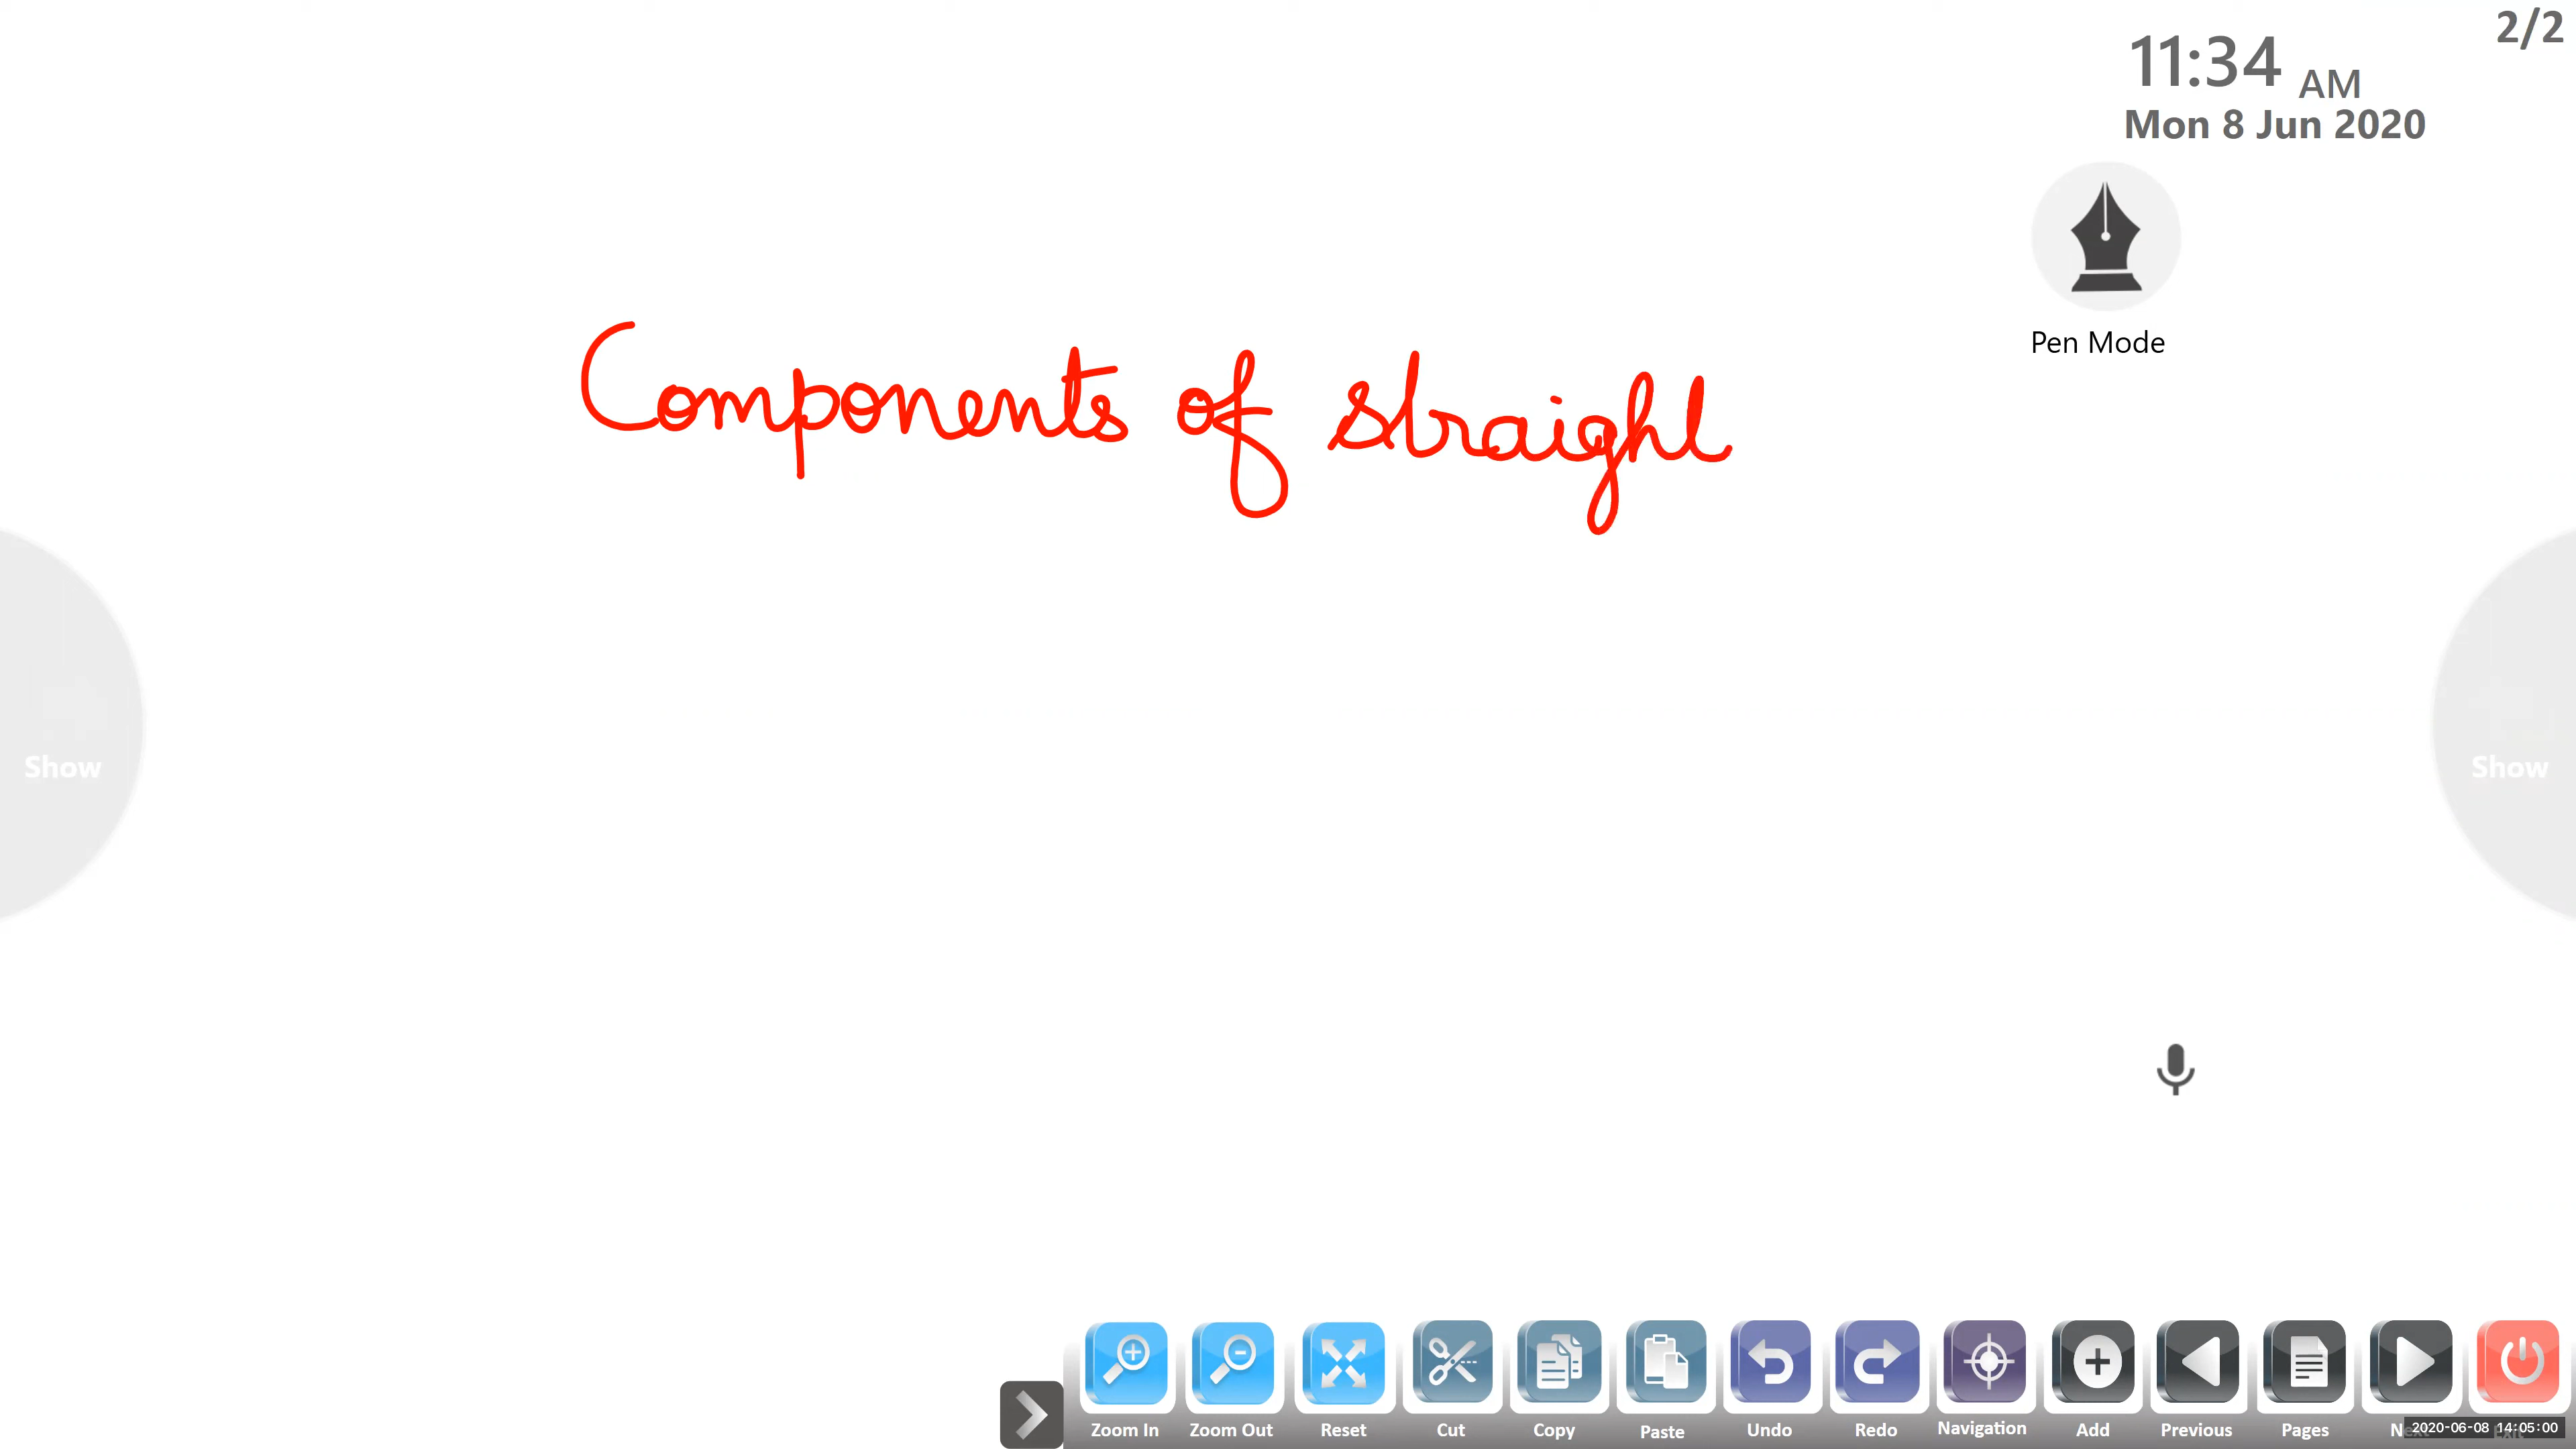 2/2
11:34 AM
Mon 8 Jun 2020
Pen Mode
Components of straight
Show
Show
Zoom In Zoom Out Reset Cut Copy Paste Undo Redo Navigation Add Previous Pages
2020-06-08 14:05:00